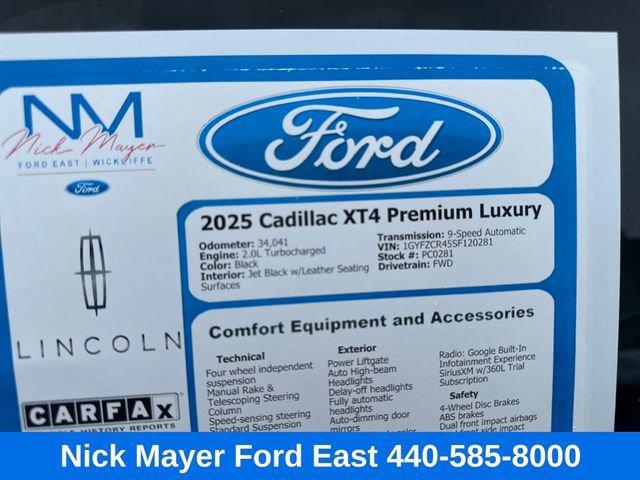 NM
Nick Mayer
FORD EAST | WICKLIFFE
Ford
Ford
2025 Cadillac XT4 Premium Luxury
Odometer: 34,041
Engine: 2.0L Turbocharged
Color: Black
Interior: Jet Black w/Leather Seating
Surfaces
Transmission: 9-Speed Automatic
VIN: 1GYFZCR45SF120281
Stock #: PC0281
Drivetrain: FWD
LINCOLN
Comfort Equipment and Accessories
Technical
Four wheel independent
suspension
Manual Rake &
Telescoping Steering
Column
Speed-sensing steering
Standard Suspension
Exterior
Power Liftgate
Auto High-beam
Headlights
Delay-off headlights
Fully automatic
headlights
Auto-dimming door
mirrors
Radio: Google Built-In
Infotainment Experience
SiriusXM w/360L Trial
Subscription
Safety
4-Wheel Disc Brakes
ABS brakes
Dual front impact airbags
front side impact
CARFAX
HISTORY REPORTS
Nick Mayer Ford East 440-585-8000